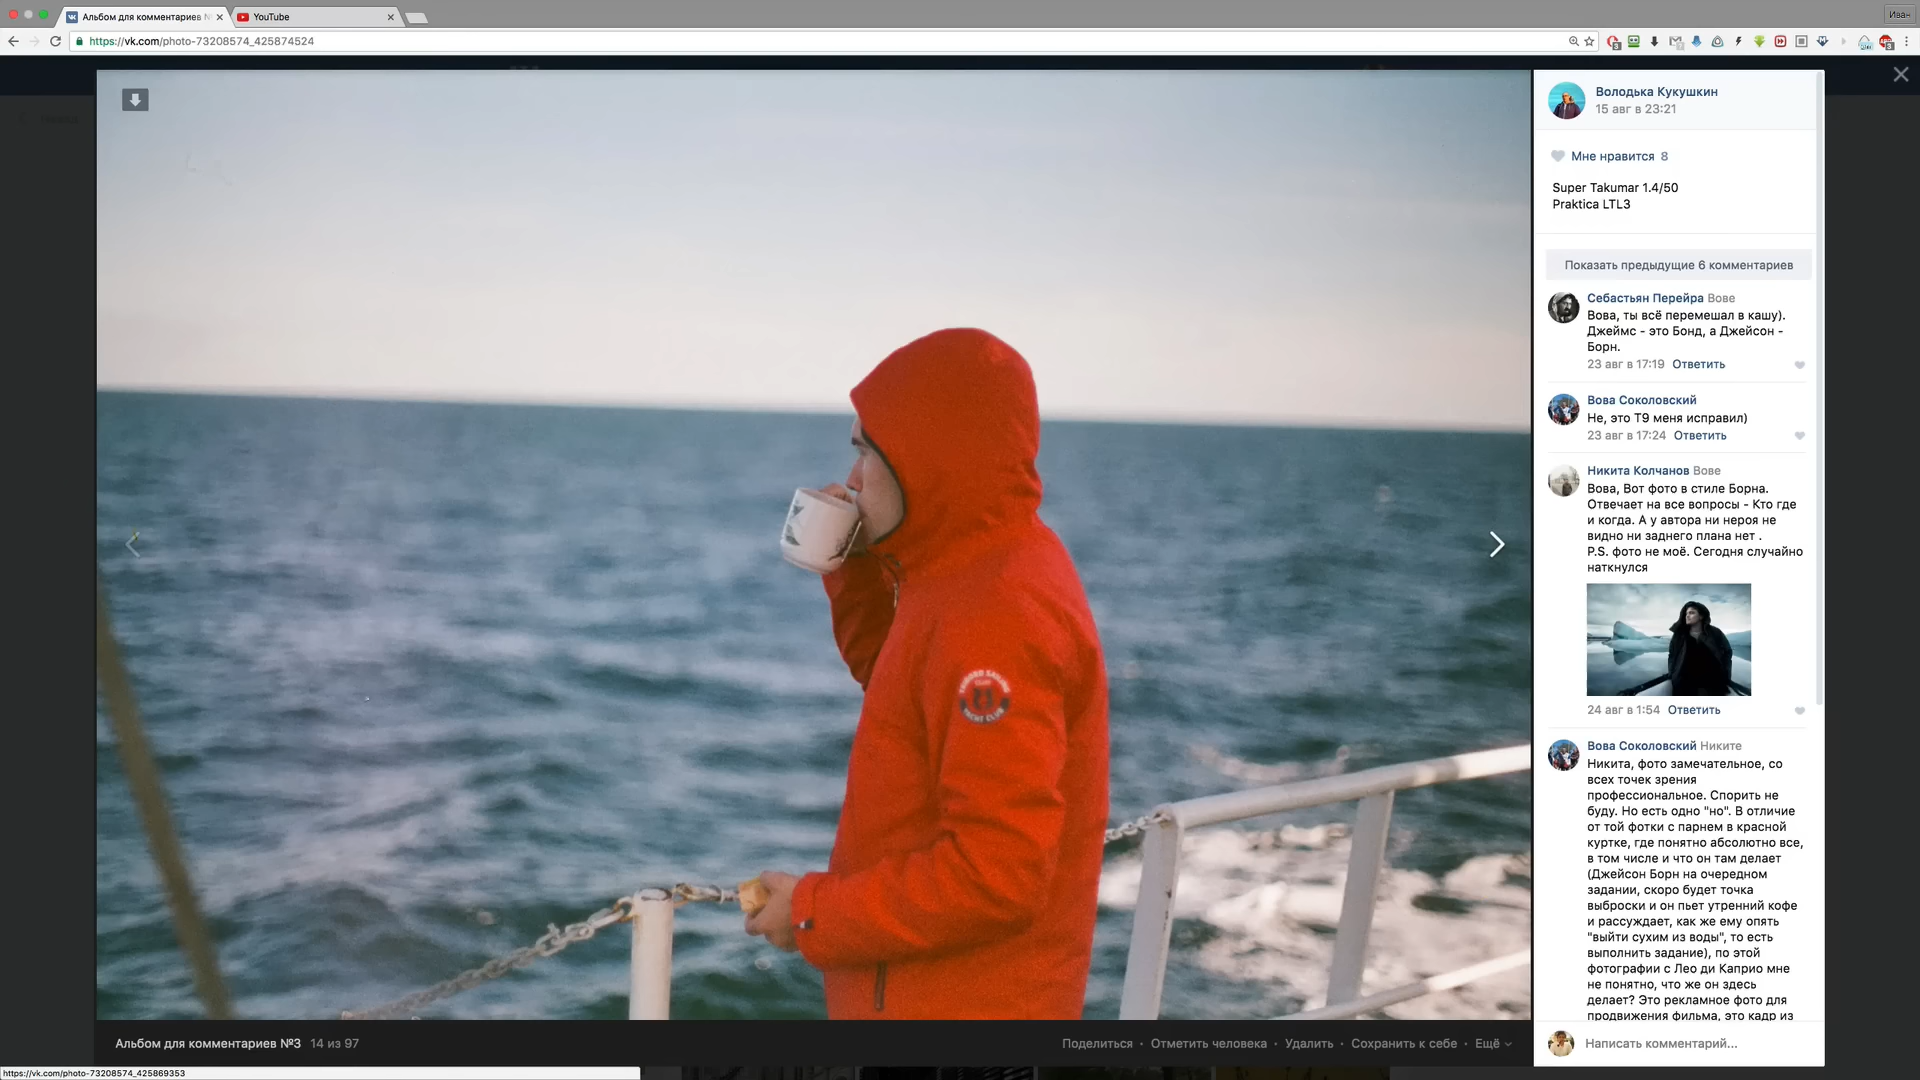 Альбом для комментариев №
YouTube
Иван
https://vk.com/photo-73208574_425874524
Володька Кукушкин
15 авг в 23:21
Мне нравится 8
Super Takumar 1.4/50
Praktica LTL3
Показать предыдущие 6 комментариев
Себастьян Перейра Вове
Вова, ты всё перемешал в кашу).
Джеймс - это Бонд, а Джейсон -
Борн.
23 авг в 17:19 Ответить
Вова Соколовский
Не, это Т9 меня исправил)
23 авг в 17:24 Ответить
Никита Колчанов Вове
Вова, Вот фото в стиле Борна.
Отвечает на все вопросы - Кто где
и когда. А у автора ни нероя не
видно ни заднего плана нет .
P.S. фото не моё. Сегодня случайно
наткнулся
24 авг в 1:54 Ответить
Вова Соколовский Никите
Никита, фото замечательное, со
всех точек зрения
профессиональное. Спорить не
буду. Но есть одно "но". В отличие
от той фотки с парнем в красной
куртке, где понятно абсолютно все,
в том числе и что он там делает
(Джейсон Борн на очередном
задании, скоро будет точка
выброски и он пьет утренний кофе
и рассуждает, как же ему опять
"выйти сухим из воды", то есть
выполнить задание), по этой
фотографии с Лео ди Каприо мне
не понятно, что же он здесь
делает? Это рекламное фото для
продвижения фильма, это кадр из
Написать комментарий...
YACHT CLUB
Альбом для комментариев №3 14 из 97
Поделиться · Отметить человека · Удалить · Сохранить к себе · Ещё
https://vk.com/photo-73208574_425869353